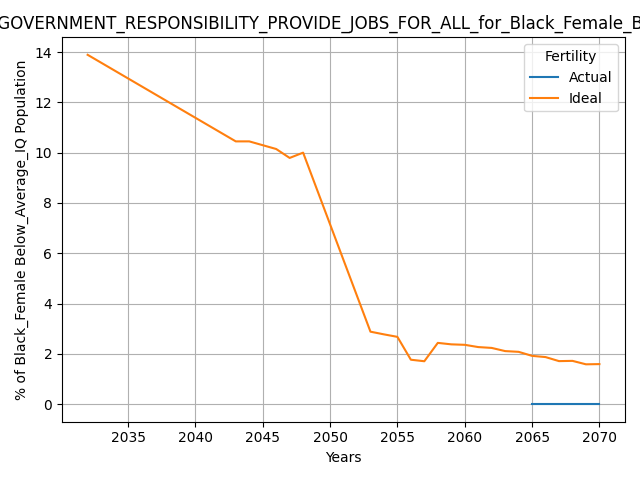 GOVERNMENT_RESPONSIBILITY_PROVIDE_JOBS_FOR_ALL_for_Black_Female_B
Fertility
Actual
Ideal
14
12
10
8
6
4
2
0
% of Black_Female Below_Average_IQ Population
2035 2040 2045 2050 2055 2060 2065 2070
Years